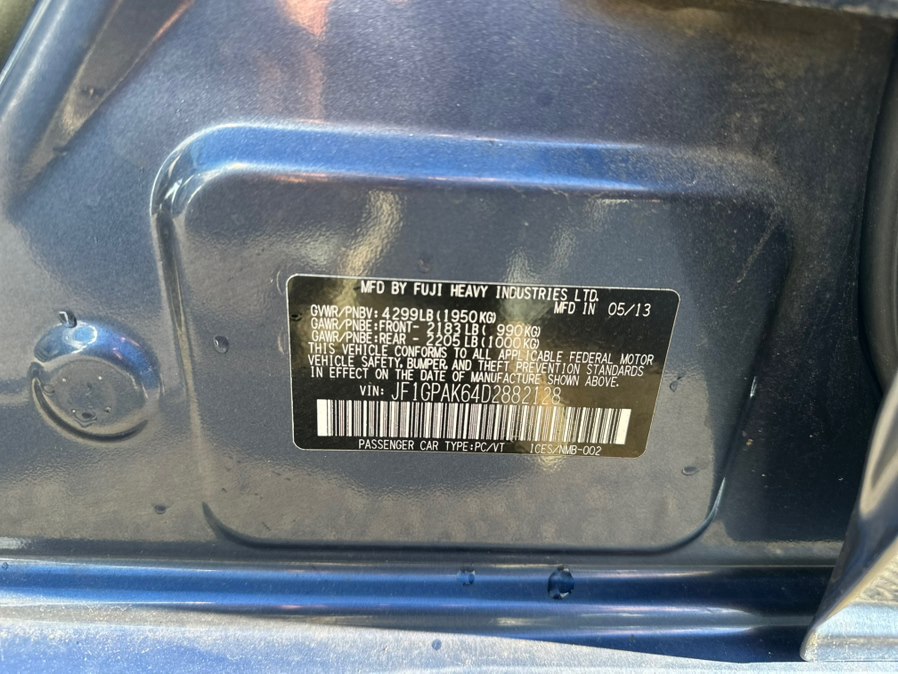 MFD BY FUJI HEAVY INDUSTRIES LTD.
MFD IN 05/13
GVWR/PNBV: 4299LB(1950KG)
GAWR/PNBE:FRONT- 2183LB( 990KG)
GAWR/PNBE:REAR - 2205LB(1000KG)
THIS VEHICLE CONFORMS TO ALL APPLICABLE FEDERAL MOTOR
VEHICLE SAFETY, BUMPER, AND THEFT PREVENTION STANDARDS
IN EFFECT ON THE DATE OF MANUFACTURE SHOWN ABOVE.
VIN: JF1GPAK64D2882128
PASSENGER CAR TYPE:PC/VT ICES/NMB-002